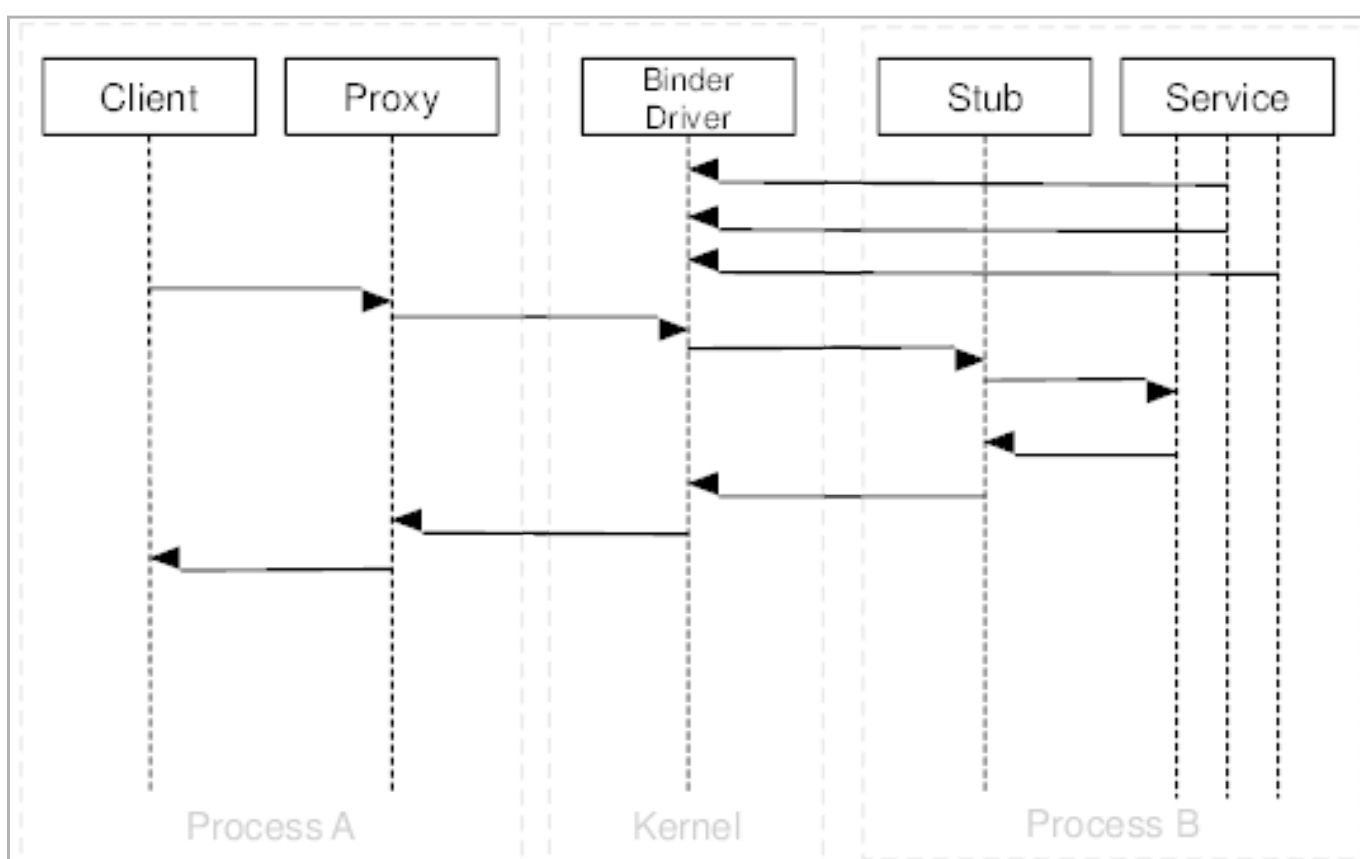 Client
Proxy
Binder
Driver
Stub
Service
Process A
Kernel
Process B